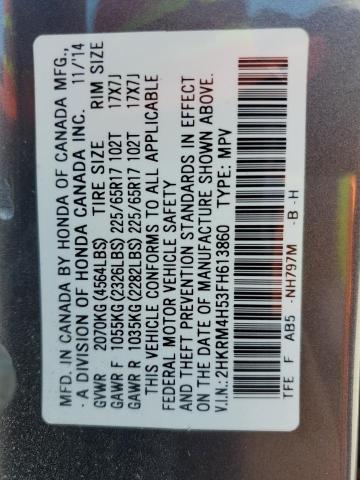 MFD. IN CANADA BY HONDA OF CANADA MFG.,
- A DIVISION OF HONDA CANADA INC. 11/14
GVWR 2070KG(4564LBS) TIRE SIZE RIM SIZE
GAWR F 1055KG(2326LBS) 225/65R17 102T 17X7J
GAWR R 1035KG(2282LBS) 225/65R17 102T 17X7J
THIS VEHICLE CONFORMS TO ALL APPLICABLE
FEDERAL MOTOR VEHICLE SAFETY
AND THEFT PREVENTION STANDARDS IN EFFECT
ON THE DATE OF MANUFACTURE SHOWN ABOVE.
V.I.N.: 2HKRM4H53FH613860 TYPE: MPV
TFE F AB5 -NH797M -B -H